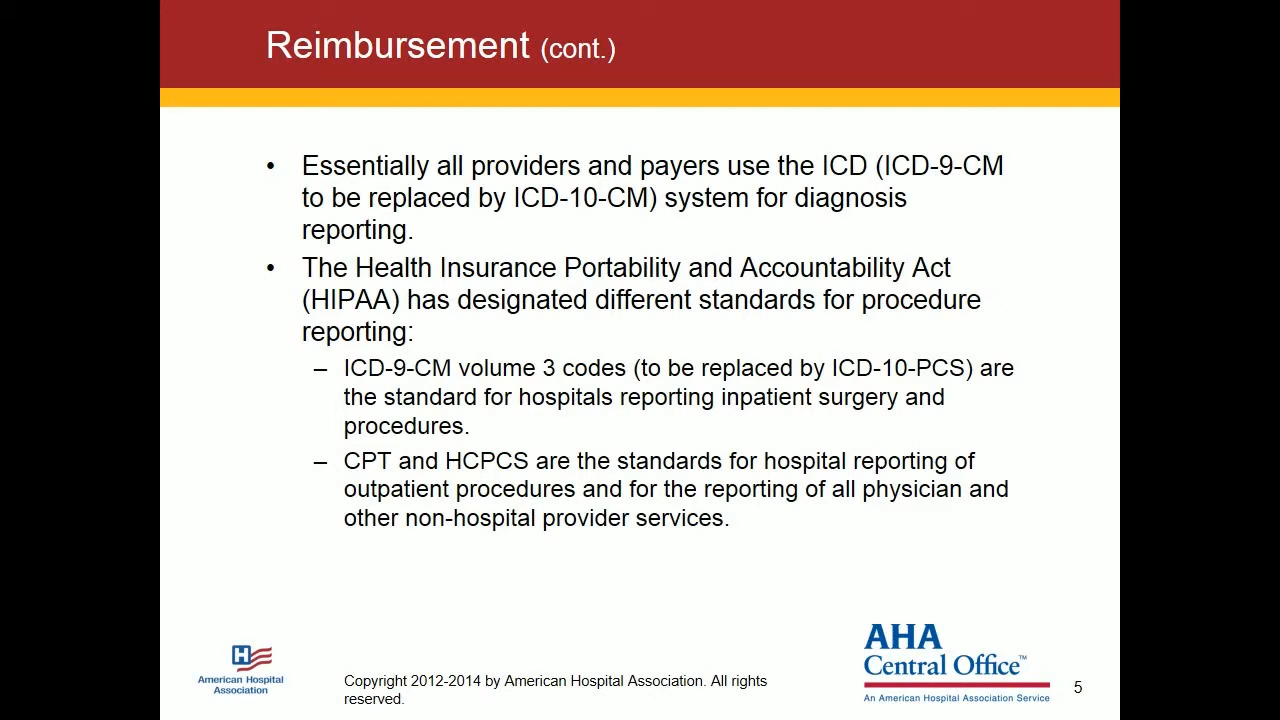 Reimbursement (cont.)
• Essentially all providers and payers use the ICD (ICD-9-CM
to be replaced by ICD-10-CM) system for diagnosis
reporting.
• The Health Insurance Portability and Accountability Act
(HIPAA) has designated different standards for procedure
reporting:
– ICD-9-CM volume 3 codes (to be replaced by ICD-10-PCS) are
the standard for hospitals reporting inpatient surgery and
procedures.
– CPT and HCPCS are the standards for hospital reporting of
outpatient procedures and for the reporting of all physician and
other non-hospital provider services.
H
American Hospital
Association
Copyright 2012-2014 by American Hospital Association. All rights
reserved.
AHA
Central Office™
An American Hospital Association Service
5